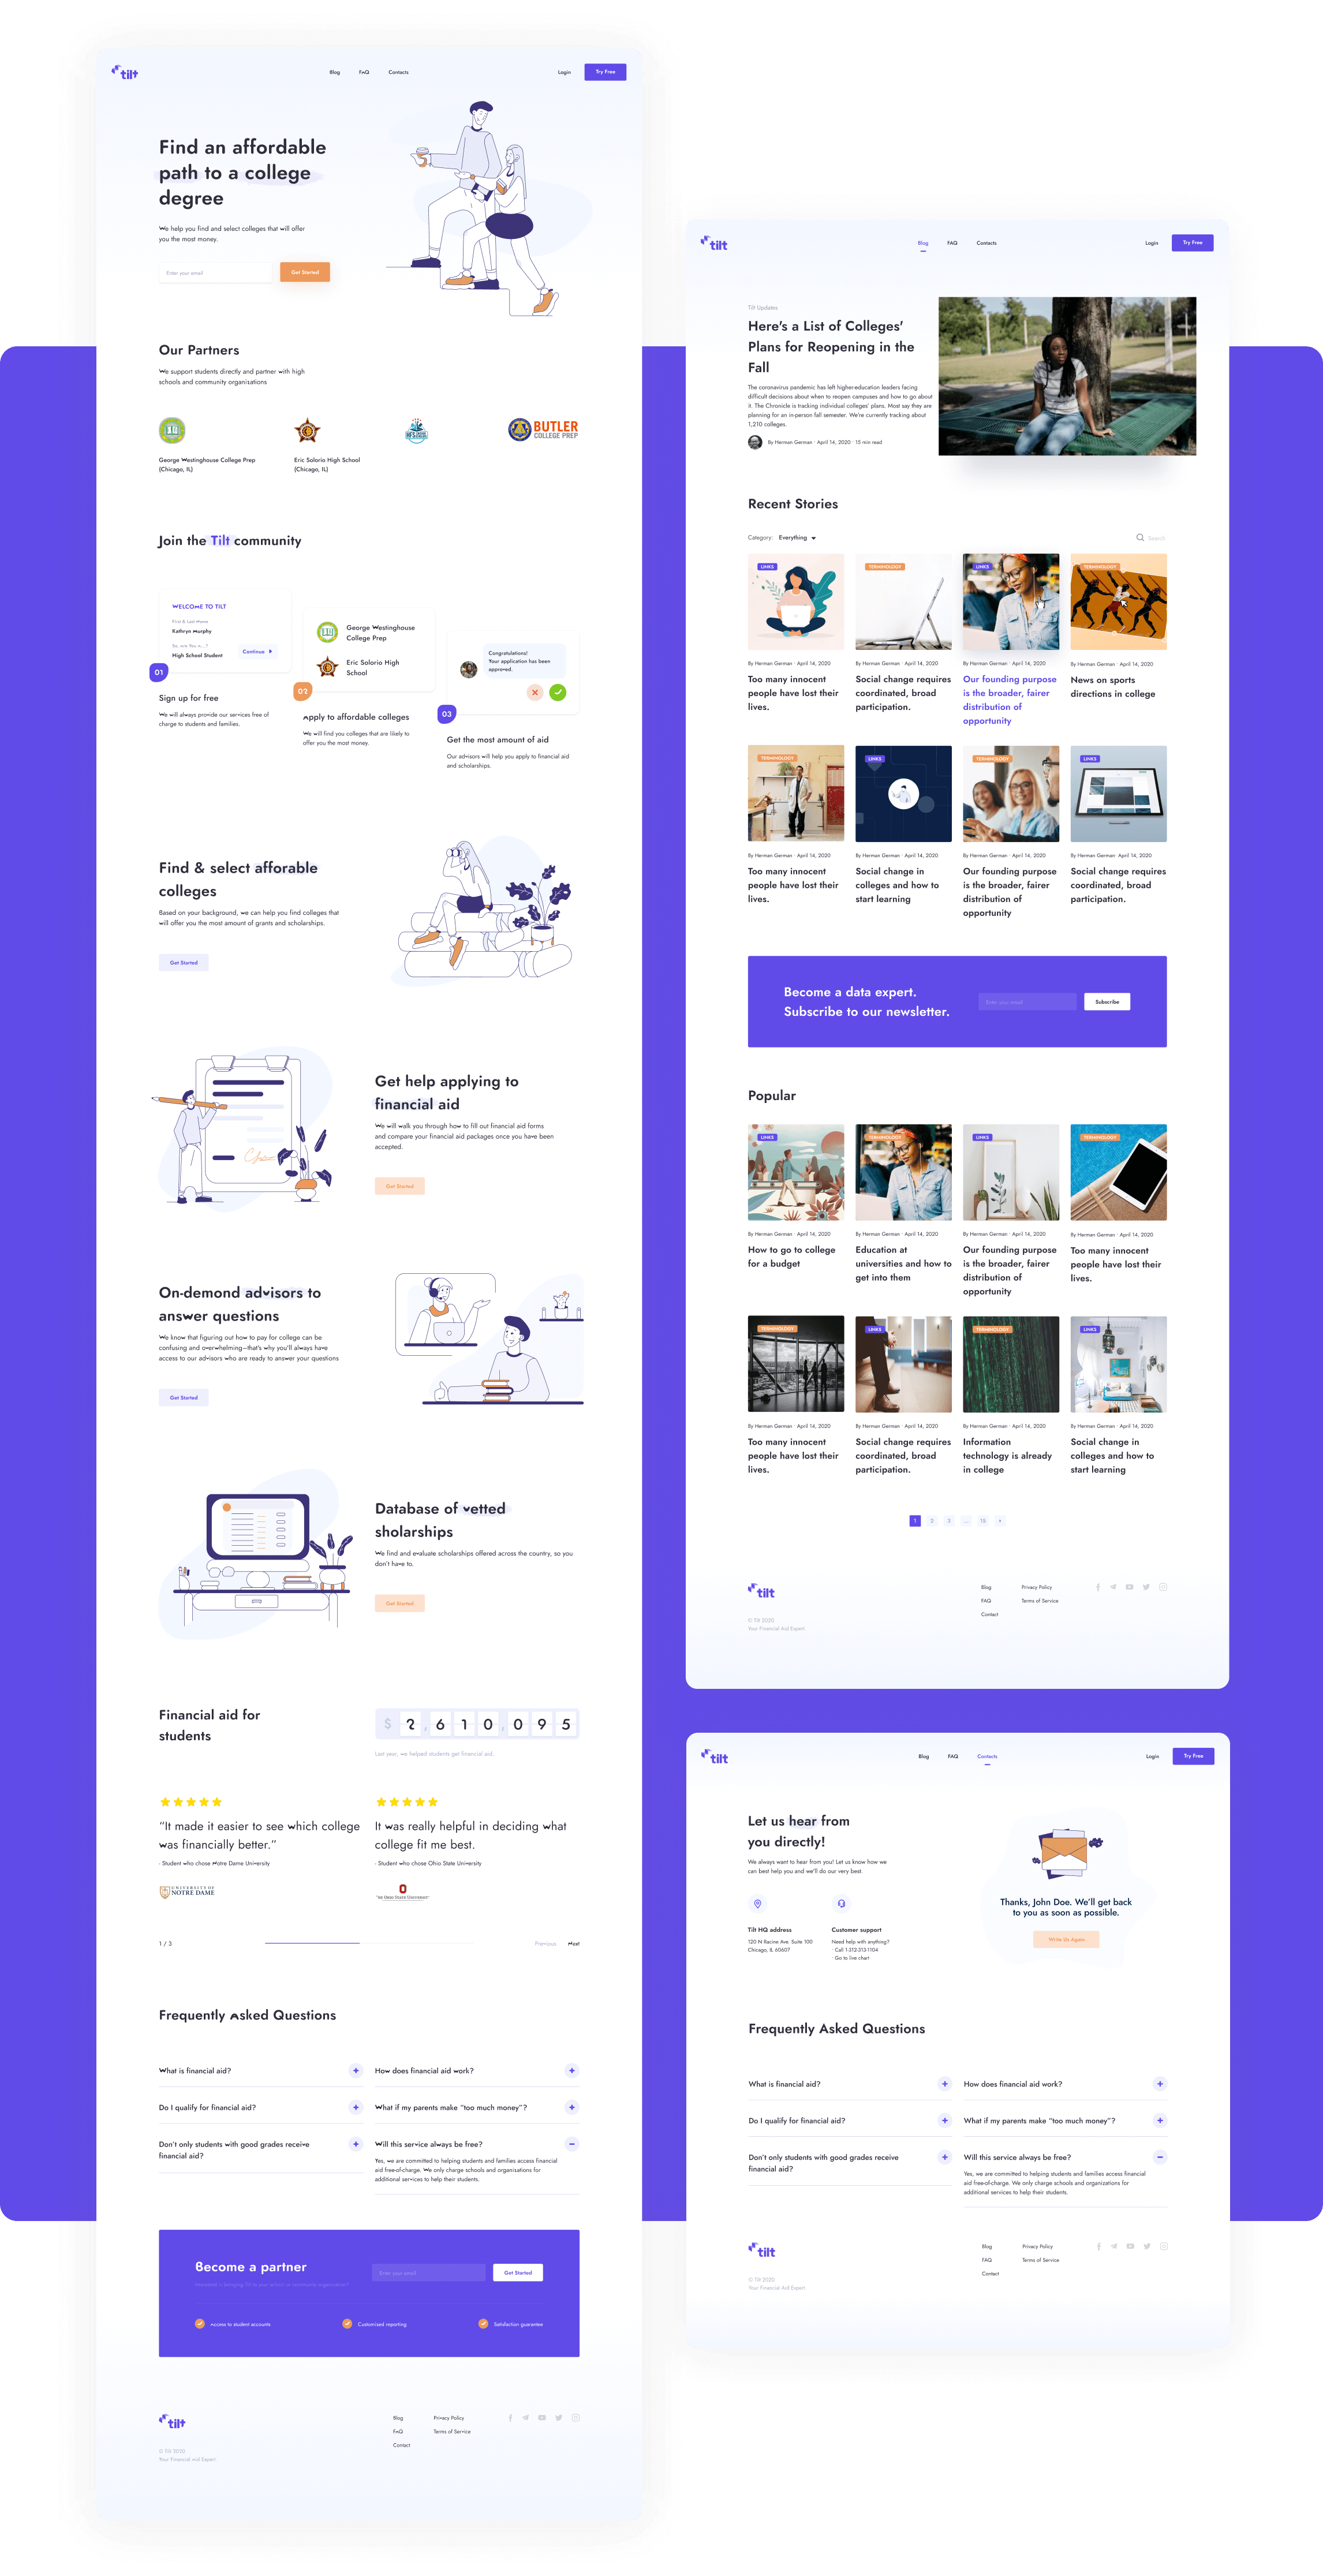 tilt
Blog
FAQ
Contacts
Login
Try Free
Find an affordable
path to a college
degree
We help you find and select colleges that will offer
you the most money.
Enter your email
Get Started
Our Partners
We support students directly and partner with high
schools and community organisations
BUTLER
COLLEGE PREP
George Westinghouse College Prep
(Chicago, IL)
Eric Solorio High School
(Chicago, IL)
Join the Tilt community
WELCOME TO TILT
First & Last Name
Kathryn Murphy
So, are You a...?
High School Student
Continue
01
Sign up for free
We will always provide our services free of
charge to students and families.
George Westinghouse
College Prep
Eric Solorio High
School
02
Apply to affordable colleges
We will find you colleges that are likely to
offer you the most money.
Congratulations!
Your application has been
approved.
03
Get the most amount of aid
Our advisors will help you apply to financial aid
and scholarships.
Find & select afforable
colleges
Based on your background, we can help you find colleges that
will offer you the most amount of grants and scholarships.
Get Started
Get help applying to
financial aid
We will walk you through how to fill out financial aid forms
and compare your financial aid packages once you have been
accepted.
Get Started
On-demond advisors to
answer questions
We know that figuring out how to pay for college can be
confusing and overwhelming–that's why you'll always have
access to our advisors who are ready to answer your questions
Get Started
Database of vetted
sholarships
We find and evaluate scholarships offered across the country, so you
don't have to.
Get Started
Financial aid for
students
$ 2,610,095
Last year, we helped students get financial aid.
“It made it easier to see which college
was financially better.”
- Student who chose Notre Dame University
UNIVERSITY OF
NOTRE DAME
It was really helpful in deciding what
college fit me best.
- Student who chose Ohio State University
THE OHIO STATE UNIVERSITY
1 / 3
Previous
Next
Frequently Asked Questions
What is financial aid?
How does financial aid work?
Do I qualify for financial aid?
What if my parents make “too much money”?
Don't only students with good grades receive
financial aid?
Will this service always be free?
Yes, we are committed to helping students and families access financial
aid free-of-charge. We only charge schools and organizations for
additional services to help their students.
Become a partner
Interested in bringing Tilt to your school or community organization?
Enter your email
Get Started
Access to student accounts
Customised reporting
Satisfaction guarantee
tilt
© Tilt 2020
Your Financial Aid Expert
Blog
FAQ
Contact
Privacy Policy
Terms of Service
tilt
Blog
FAQ
Contacts
Login
Try Free
Tilt Updates
Here's a List of Colleges'
Plans for Reopening in the
Fall
The coronavirus pandemic has left higher-education leaders facing
difficult decisions about when to reopen campuses and how to go about
it. The Chronicle is tracking individual colleges' plans. Most say they are
planning for an in-person fall semester. We're currently tracking about
1,210 colleges.
By Herman German · April 14, 2020 · 15 min read
Recent Stories
Category: Everything
Search
LINKS
By Herman German · April 14, 2020
Too many innocent
people have lost their
lives.
TERMINOLOGY
By Herman German · April 14, 2020
Social change requires
coordinated, broad
participation.
LINKS
By Herman German · April 14, 2020
Our founding purpose
is the broader, fairer
distribution of
opportunity
TERMINOLOGY
By Herman German · April 14, 2020
News on sports
directions in college
TERMINOLOGY
By Herman German · April 14, 2020
Too many innocent
people have lost their
lives.
LINKS
By Herman German · April 14, 2020
Social change in
colleges and how to
start learning
TERMINOLOGY
By Herman German · April 14, 2020
Our founding purpose
is the broader, fairer
distribution of
opportunity
LINKS
By Herman German · April 14, 2020
Social change requires
coordinated, broad
participation.
Become a data expert.
Subscribe to our newsletter.
Enter your email
Subscribe
Popular
LINKS
By Herman German · April 14, 2020
How to go to college
for a budget
TERMINOLOGY
By Herman German · April 14, 2020
Education at
universities and how to
get into them
LINKS
By Herman German · April 14, 2020
Our founding purpose
is the broader, fairer
distribution of
opportunity
TERMINOLOGY
By Herman German · April 14, 2020
Too many innocent
people have lost their
lives.
TERMINOLOGY
By Herman German · April 14, 2020
Too many innocent
people have lost their
lives.
LINKS
By Herman German · April 14, 2020
Social change requires
coordinated, broad
participation.
TERMINOLOGY
By Herman German · April 14, 2020
Information
technology is already
in college
LINKS
By Herman German · April 14, 2020
Social change in
colleges and how to
start learning
1 2 3 ... 15 >
tilt
© Tilt 2020
Your Financial Aid Expert
Blog
FAQ
Contact
Privacy Policy
Terms of Service
tilt
Blog
FAQ
Contacts
Login
Try Free
Let us hear from
you directly!
We always want to hear from you! Let us know how we
can best help you and we'll do our very best.
Tilt HQ address
120 N Racine Ave. Suite 100
Chicago, IL 60607
Customer support
Need help with anything?
· Call 1-312-313-1104
· Go to live chart
Thanks, John Doe. We'll get back
to you as soon as possible.
Write Us Again
Frequently Asked Questions
What is financial aid?
How does financial aid work?
Do I qualify for financial aid?
What if my parents make “too much money”?
Don't only students with good grades receive
financial aid?
Will this service always be free?
Yes, we are committed to helping students and families access financial
aid free-of-charge. We only charge schools and organizations for
additional services to help their students.
tilt
© Tilt 2020
Your Financial Aid Expert.
Blog
FAQ
Contact
Privacy Policy
Terms of Service